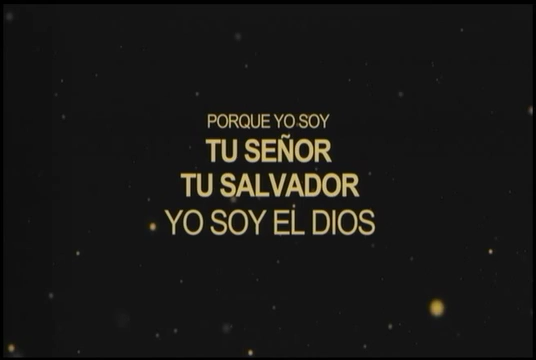 PORQUE YO SOY
TU SEÑOR
TU SALVADOR
YO SOY EL DIOS